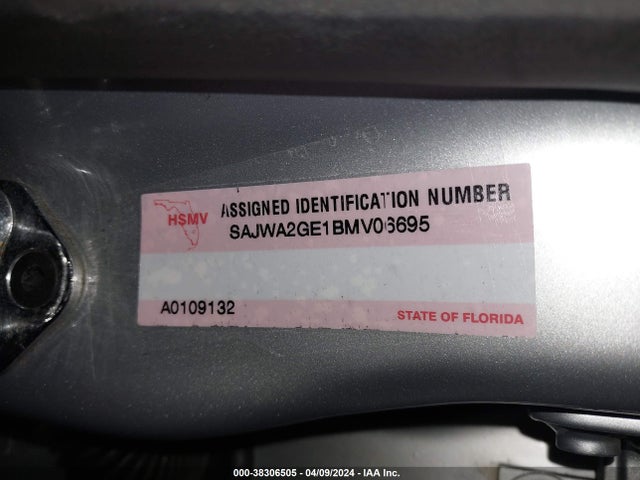 ASSIGNED IDENTIFICATION NUMBER
HSMV
SAJWA2GE1BMV06695
A0109132
STATE OF FLORIDA
000-38306505 - 04/09/2024 - IAA Inc.